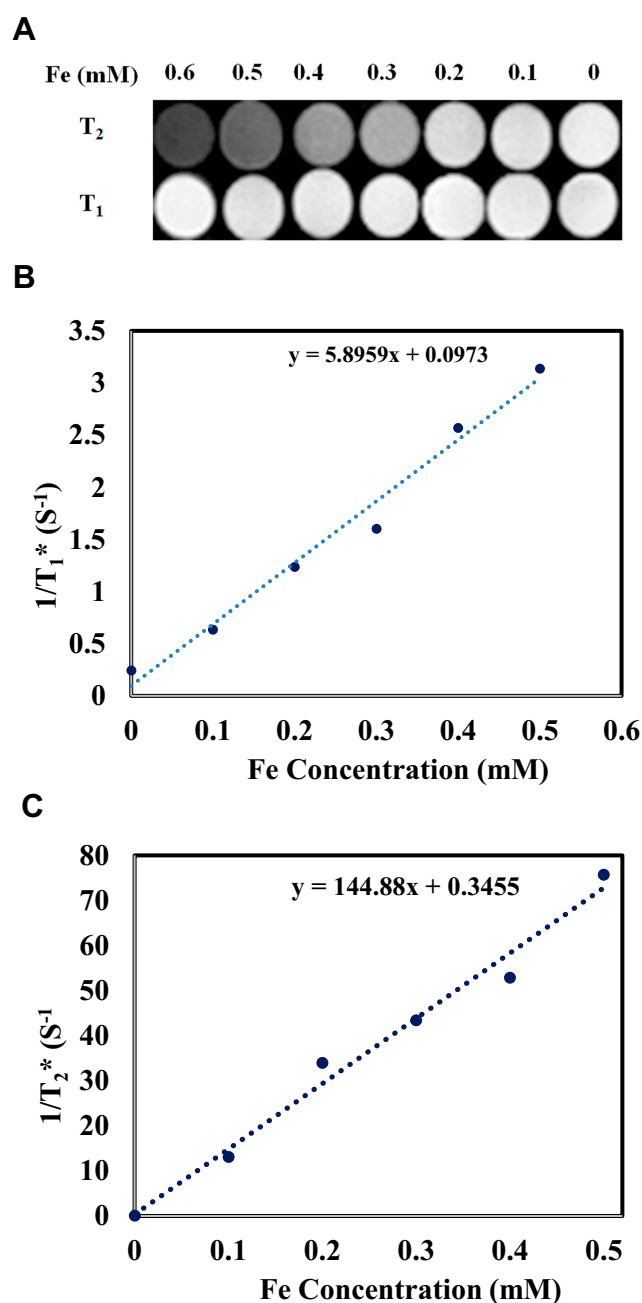 A
Fe (mM) 0.6 0.5 0.4 0.3 0.2 0.1 0
T₂
T₁
B
y = 5.8959x + 0.0973
3.5
3
2.5
2
1.5
1
0.5
0
1/T₁* (S⁻¹)
0 0.1 0.2 0.3 0.4 0.5 0.6
Fe Concentration (mM)
C
y = 144.88x + 0.3455
80
70
60
50
40
30
20
10
0
1/T₂* (S⁻¹
0 0.1 0.2 0.3 0.4 0.5
Fe Concentration (mM)